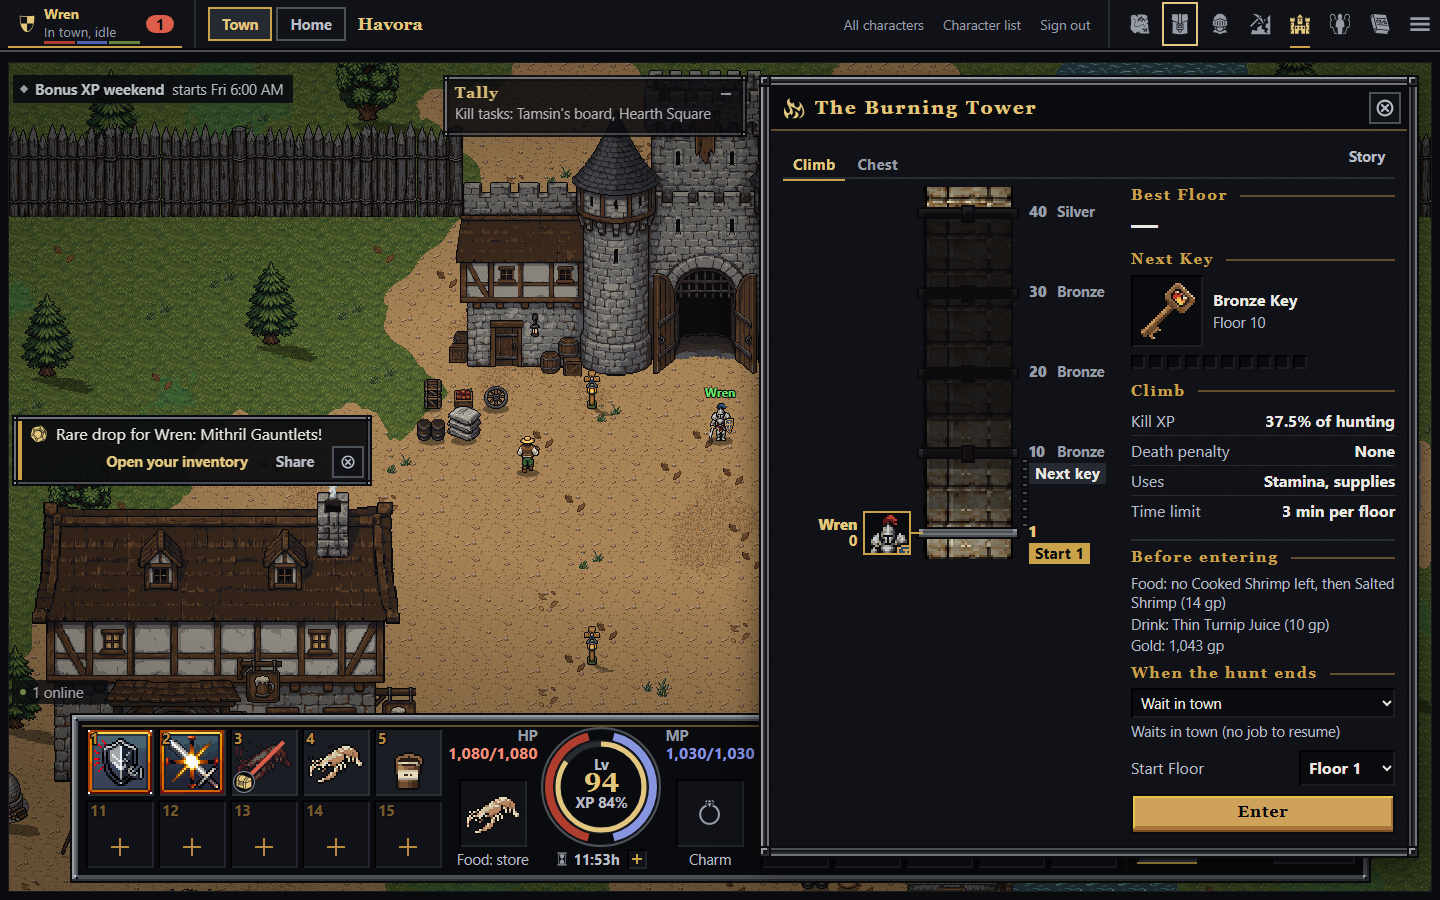 Wren
In town, idle
1
Town
Home
Havora
All characters
Character list
Sign out
Bonus XP weekend starts Fri 6:00 AM
Tally
Kill tasks: Tamsin's board, Hearth Square
Wren
Rare drop for Wren: Mithril Gauntlets!
Open your inventory
Share
1 online
1
2
3
4
5
11
12
13
14
15
HP
1,080/1,080
MP
1,030/1,030
Lv
94
XP 84%
Food: store
11:53h
Charm
The Burning Tower
Climb
Chest
Story
40 Silver
30 Bronze
20 Bronze
10 Bronze
Next key
1
Start 1
Wren
0
Best Floor
—
Next Key
Bronze Key
Floor 10
Climb
Kill XP 37.5% of hunting
Death penalty None
Uses Stamina, supplies
Time limit 3 min per floor
Before entering
Food: no Cooked Shrimp left, then Salted
Shrimp (14 gp)
Drink: Thin Turnip Juice (10 gp)
Gold: 1,043 gp
When the hunt ends
Wait in town
Waits in town (no job to resume)
Start Floor Floor 1
Enter